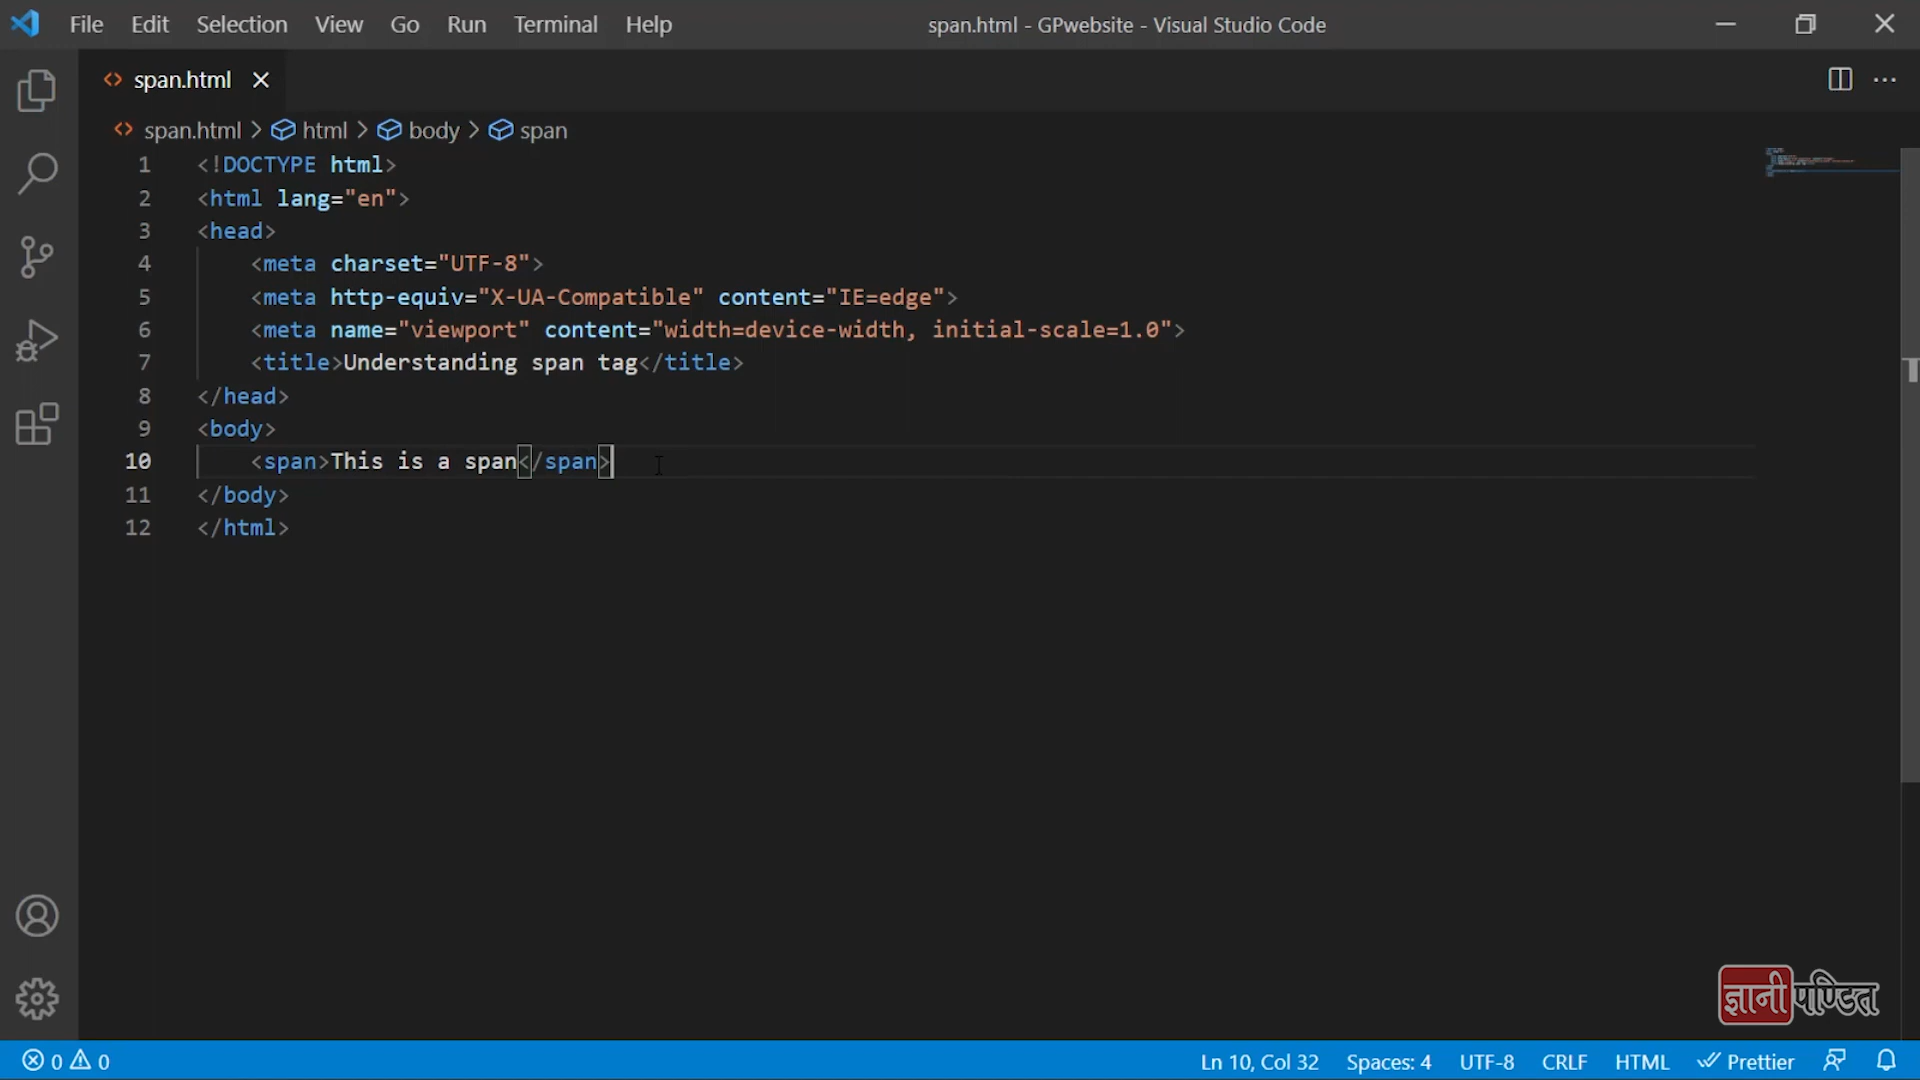 File Edit Selection View Go Run Terminal Help span.html - GPwebsite - Visual Studio Code
span.html
span.html > html > body > span
1 <!DOCTYPE html>
2 <html lang="en">
3 <head>
4 <meta charset="UTF-8">
5 <meta http-equiv="X-UA-Compatible" content="IE=edge">
6 <meta name="viewport" content="width=device-width, initial-scale=1.0">
7 <title>Understanding span tag</title>
8 </head>
9 <body>
10 <span>This is a span</span>
11 </body>
12 </html>
ज्ञानी पण्डित
0 0 Ln 10, Col 32 Spaces: 4 UTF-8 CRLF HTML Prettier